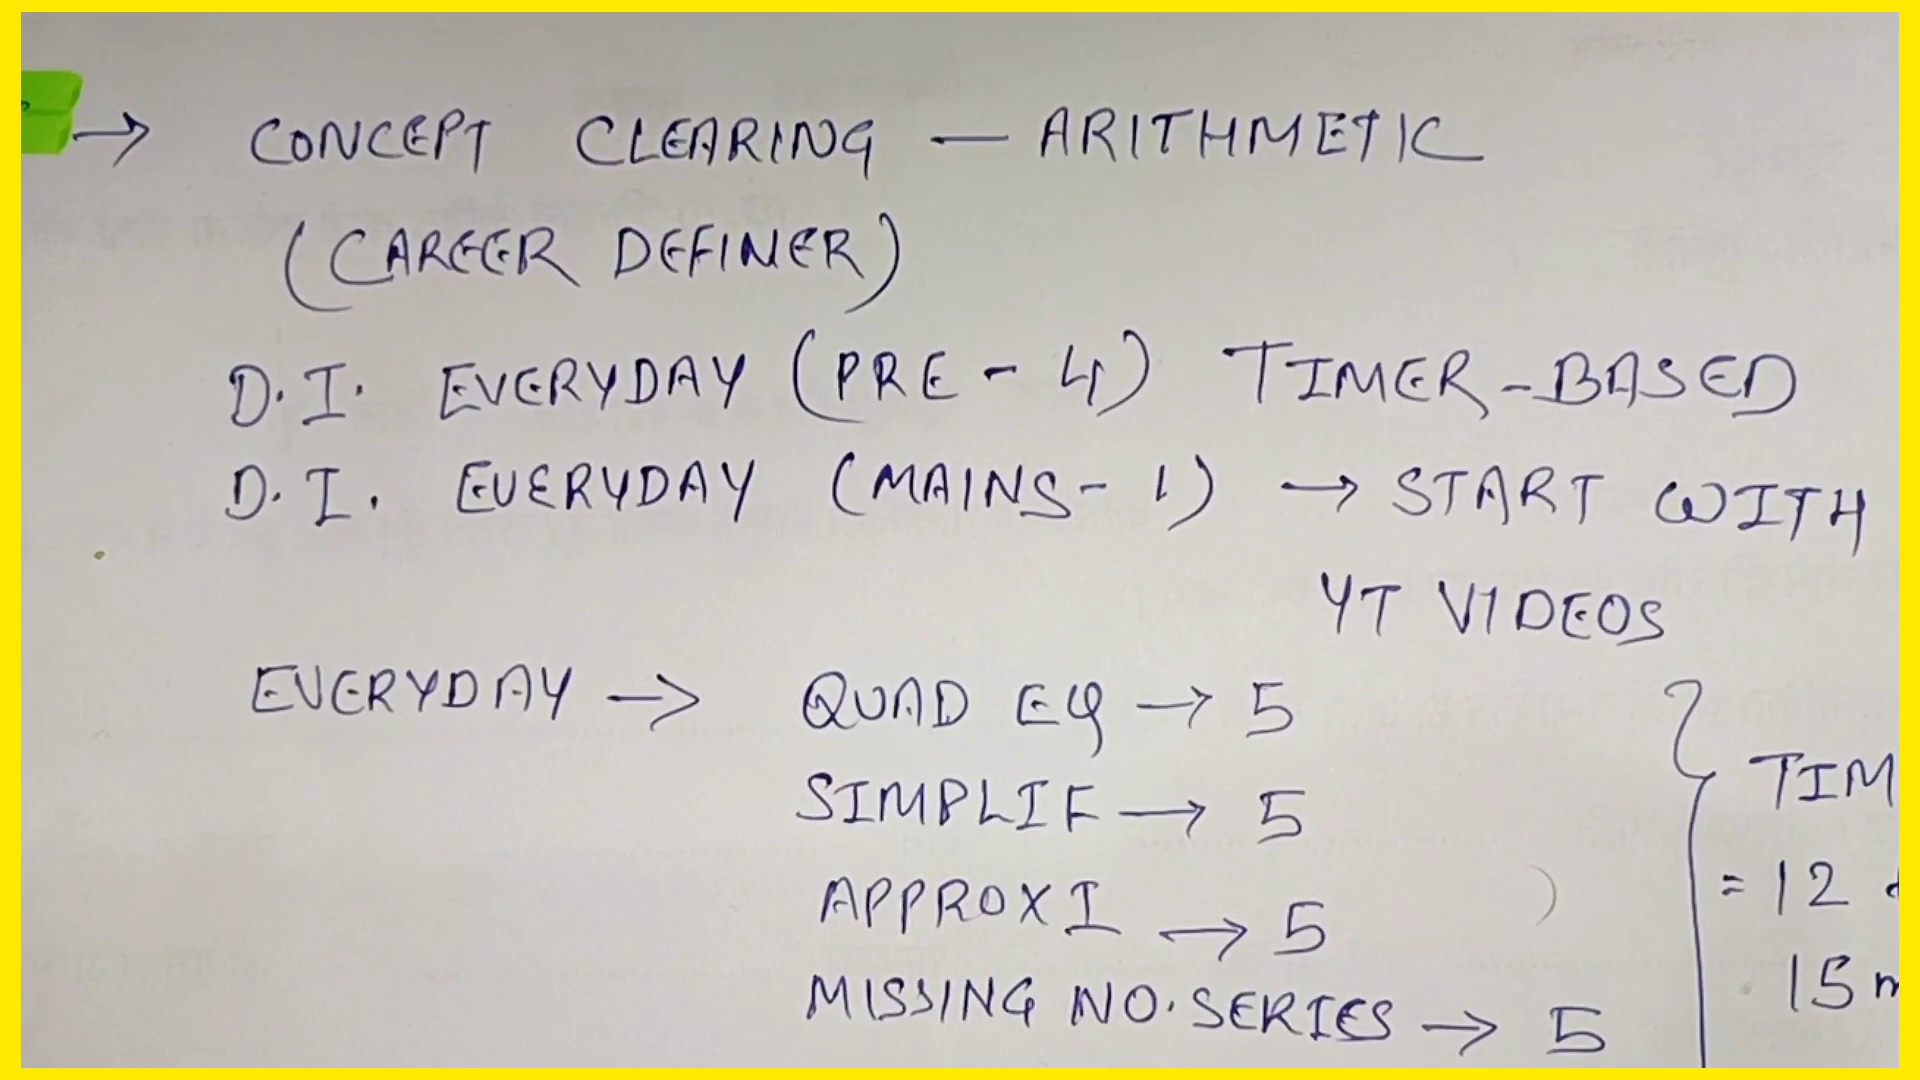 → CONCEPT CLEARING — ARITHMETIC
(CAREER DEFINER)
D.I. EVERYDAY (PRE - 4) TIMER-BASED
D.I. EVERYDAY (MAINS- 1) → START WITH
YT VIDEOS
EVERYDAY → QUAD EQ → 5
SIMPLIF → 5
TIM
APPROXI → 5
= 12
15 m
MISSING NO. SERIES → 5